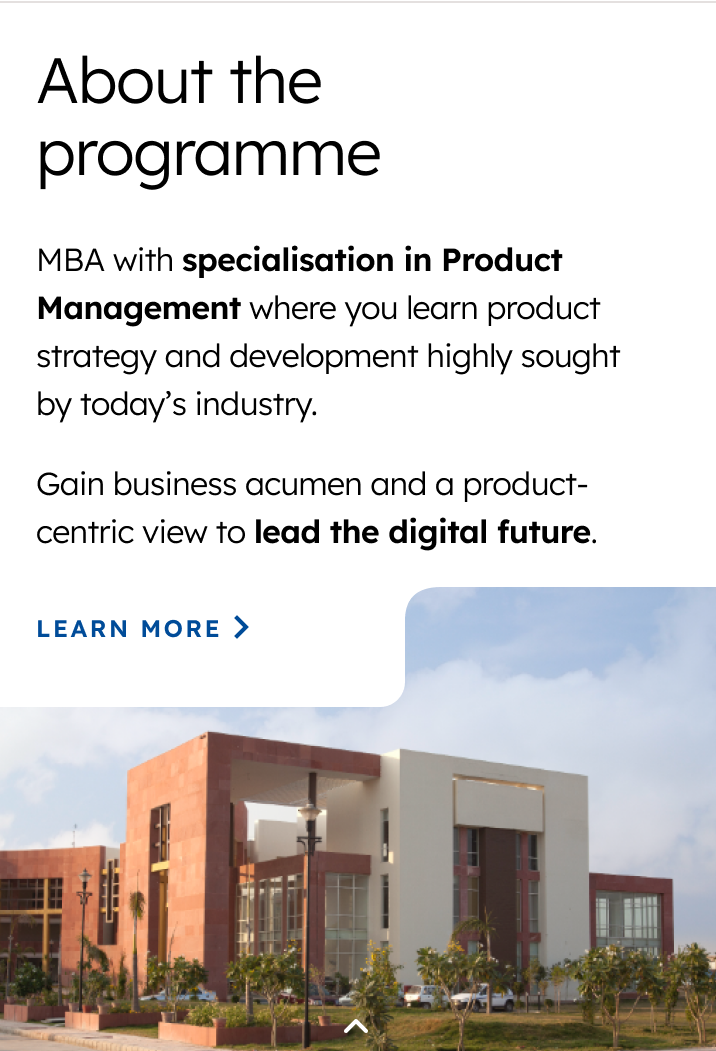 About the
programme
MBA with specialisation in Product
Management where you learn product
strategy and development highly sought
by today’s industry.
Gain business acumen and a product-
centric view to lead the digital future.
LEARN MORE